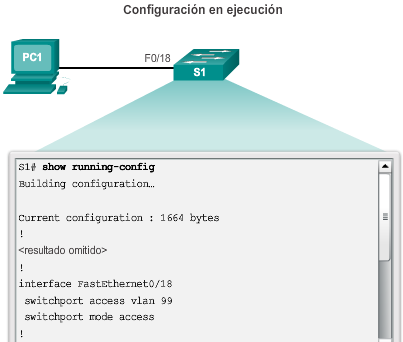 Configuración en ejecución
PC1
F0/18
S1
S1# show running-config
Building configuration…
Current configuration : 1664 bytes
!
<resultado omitido>
!
interface FastEthernet0/18
switchport access vlan 99
switchport mode access
!